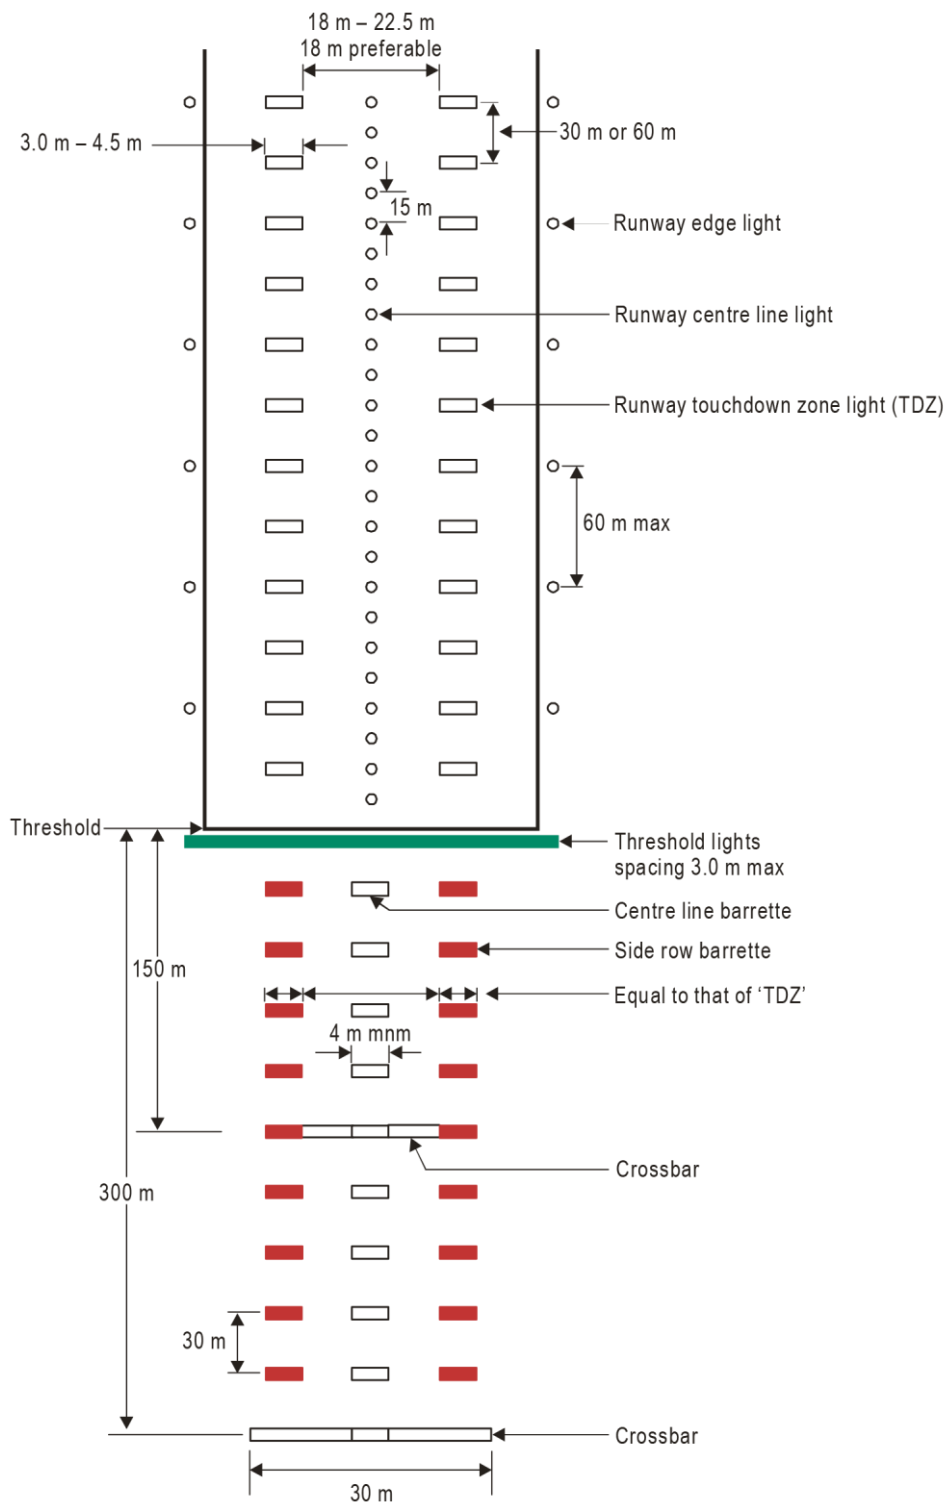 18 m – 22.5 m
18 m preferable
3.0 m – 4.5 m
30 m or 60 m
15 m
Runway edge light
Runway centre line light
Runway touchdown zone light (TDZ)
60 m max
Threshold
Threshold lights
spacing 3.0 m max
Centre line barrette
Side row barrette
150 m
Equal to that of ‘TDZ’
4 m mnm
Crossbar
300 m
30 m
Crossbar
30 m